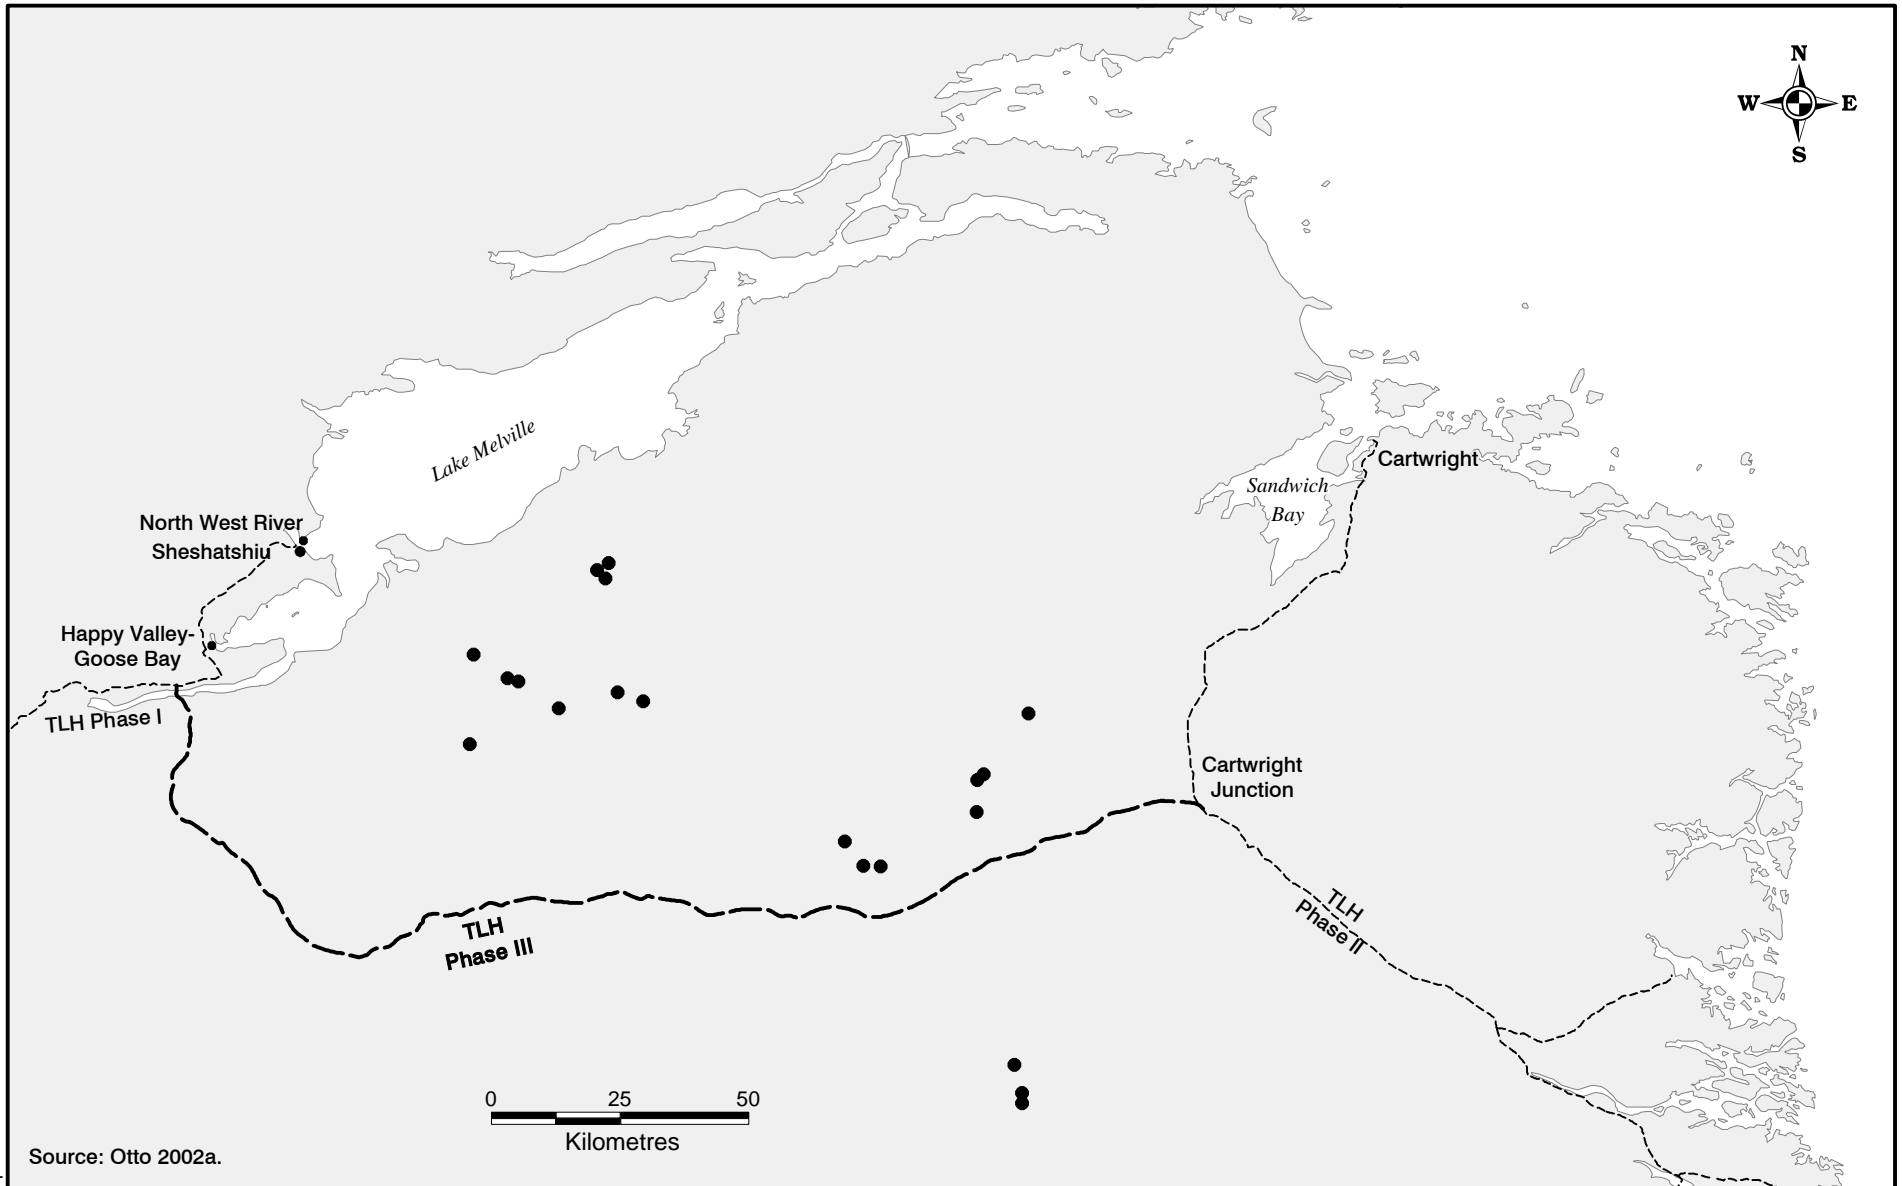 N
W E
S
Lake Melville
Cartwright
Sandwich
Bay
North West River
Sheshatshiu
Happy Valley-
Goose Bay
TLH Phase I
Cartwright
Junction
TLH
Phase II
TLH
Phase III
0 25 50
Kilometres
Source: Otto 2002a.